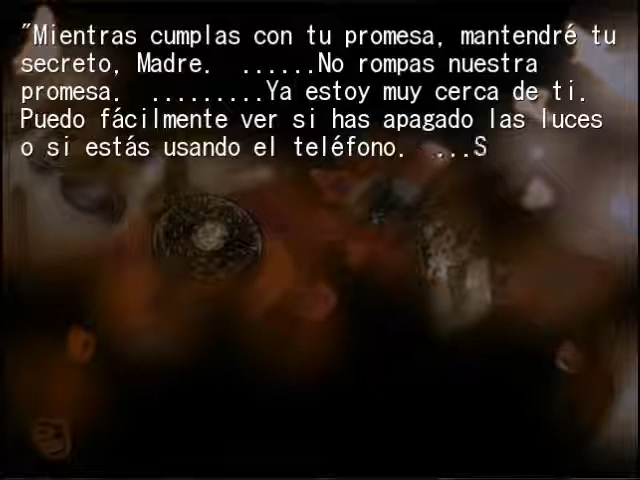 "Mientras cumplas con tu promesa, mantendré tu
secreto, Madre.  ......No rompas nuestra
promesa.  .........Ya estoy muy cerca de ti.
Puedo fácilmente ver si has apagado las luces
o si estás usando el teléfono.  ...S